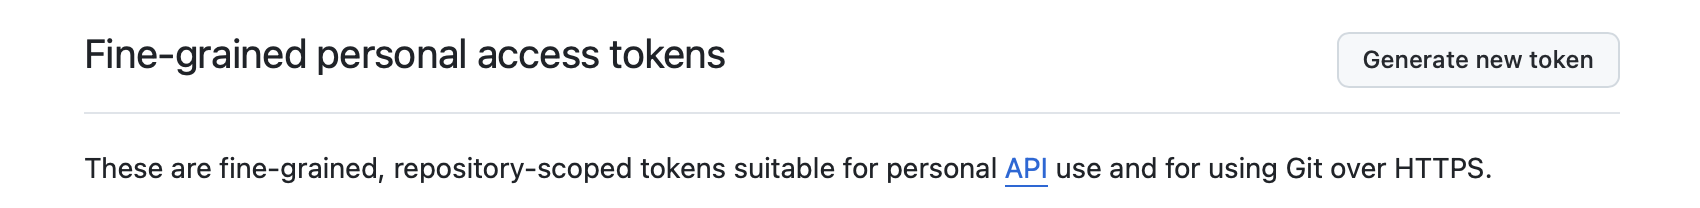 Fine-grained personal access tokens
Generate new token
These are fine-grained, repository-scoped tokens suitable for personal API use and for using Git over HTTPS.